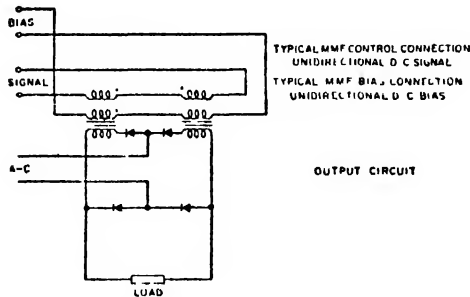 BIAS
TYPICAL MMF CONTROL CONNECTION
UNIDIRECTIONAL D C SIGNAL
SIGNAL
TYPICAL MMF BIAS CONNECTION
UNIDIRECTIONAL D C BIAS
A-C
OUTPUT CIRCUIT
LOAD